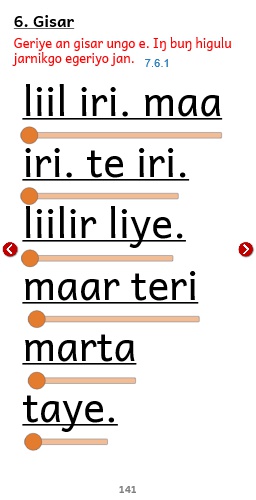 6. Gisar
Geriye an gisar ungo e. Iŋ buŋ higulu
jarnikgo egeriyo jan.
7.6.1
liil iri. maa
iri. te iri.
liilir liye.
maar teri
marta
taye.
141